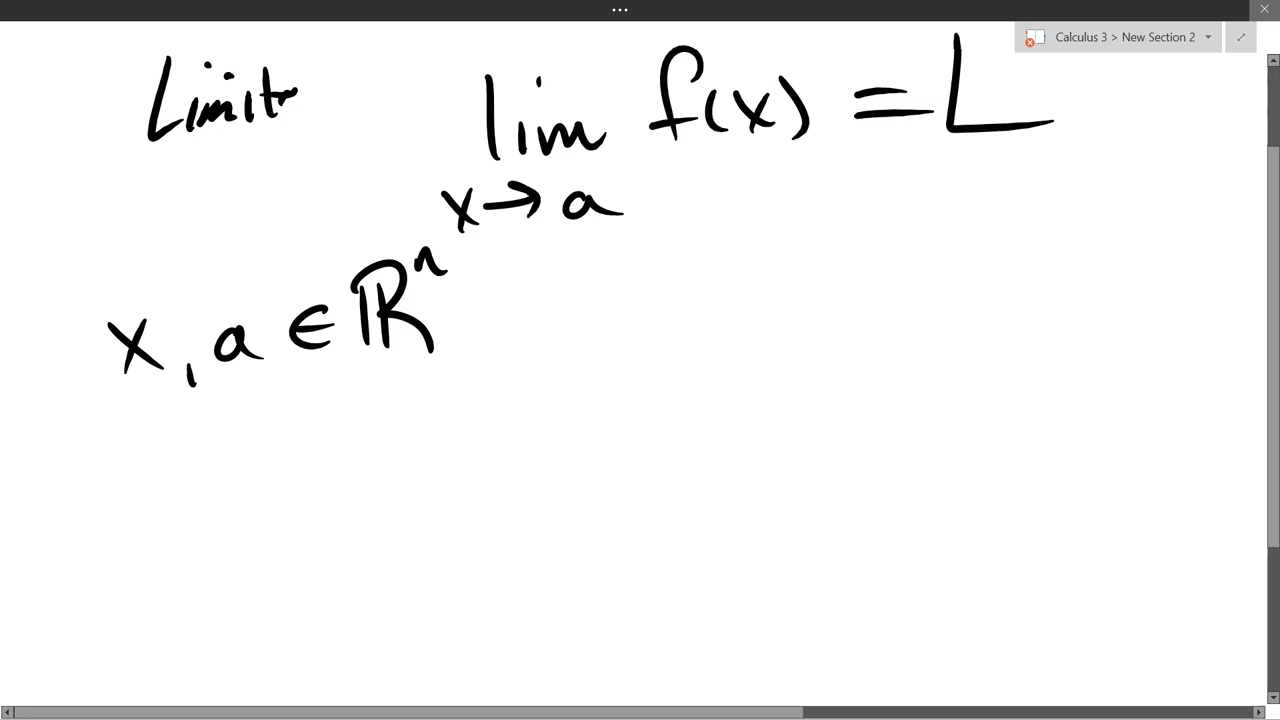 Calculus 3 > New Section 2
Limits lim f(x) = L
x → a
x, a ∈ ℝⁿ